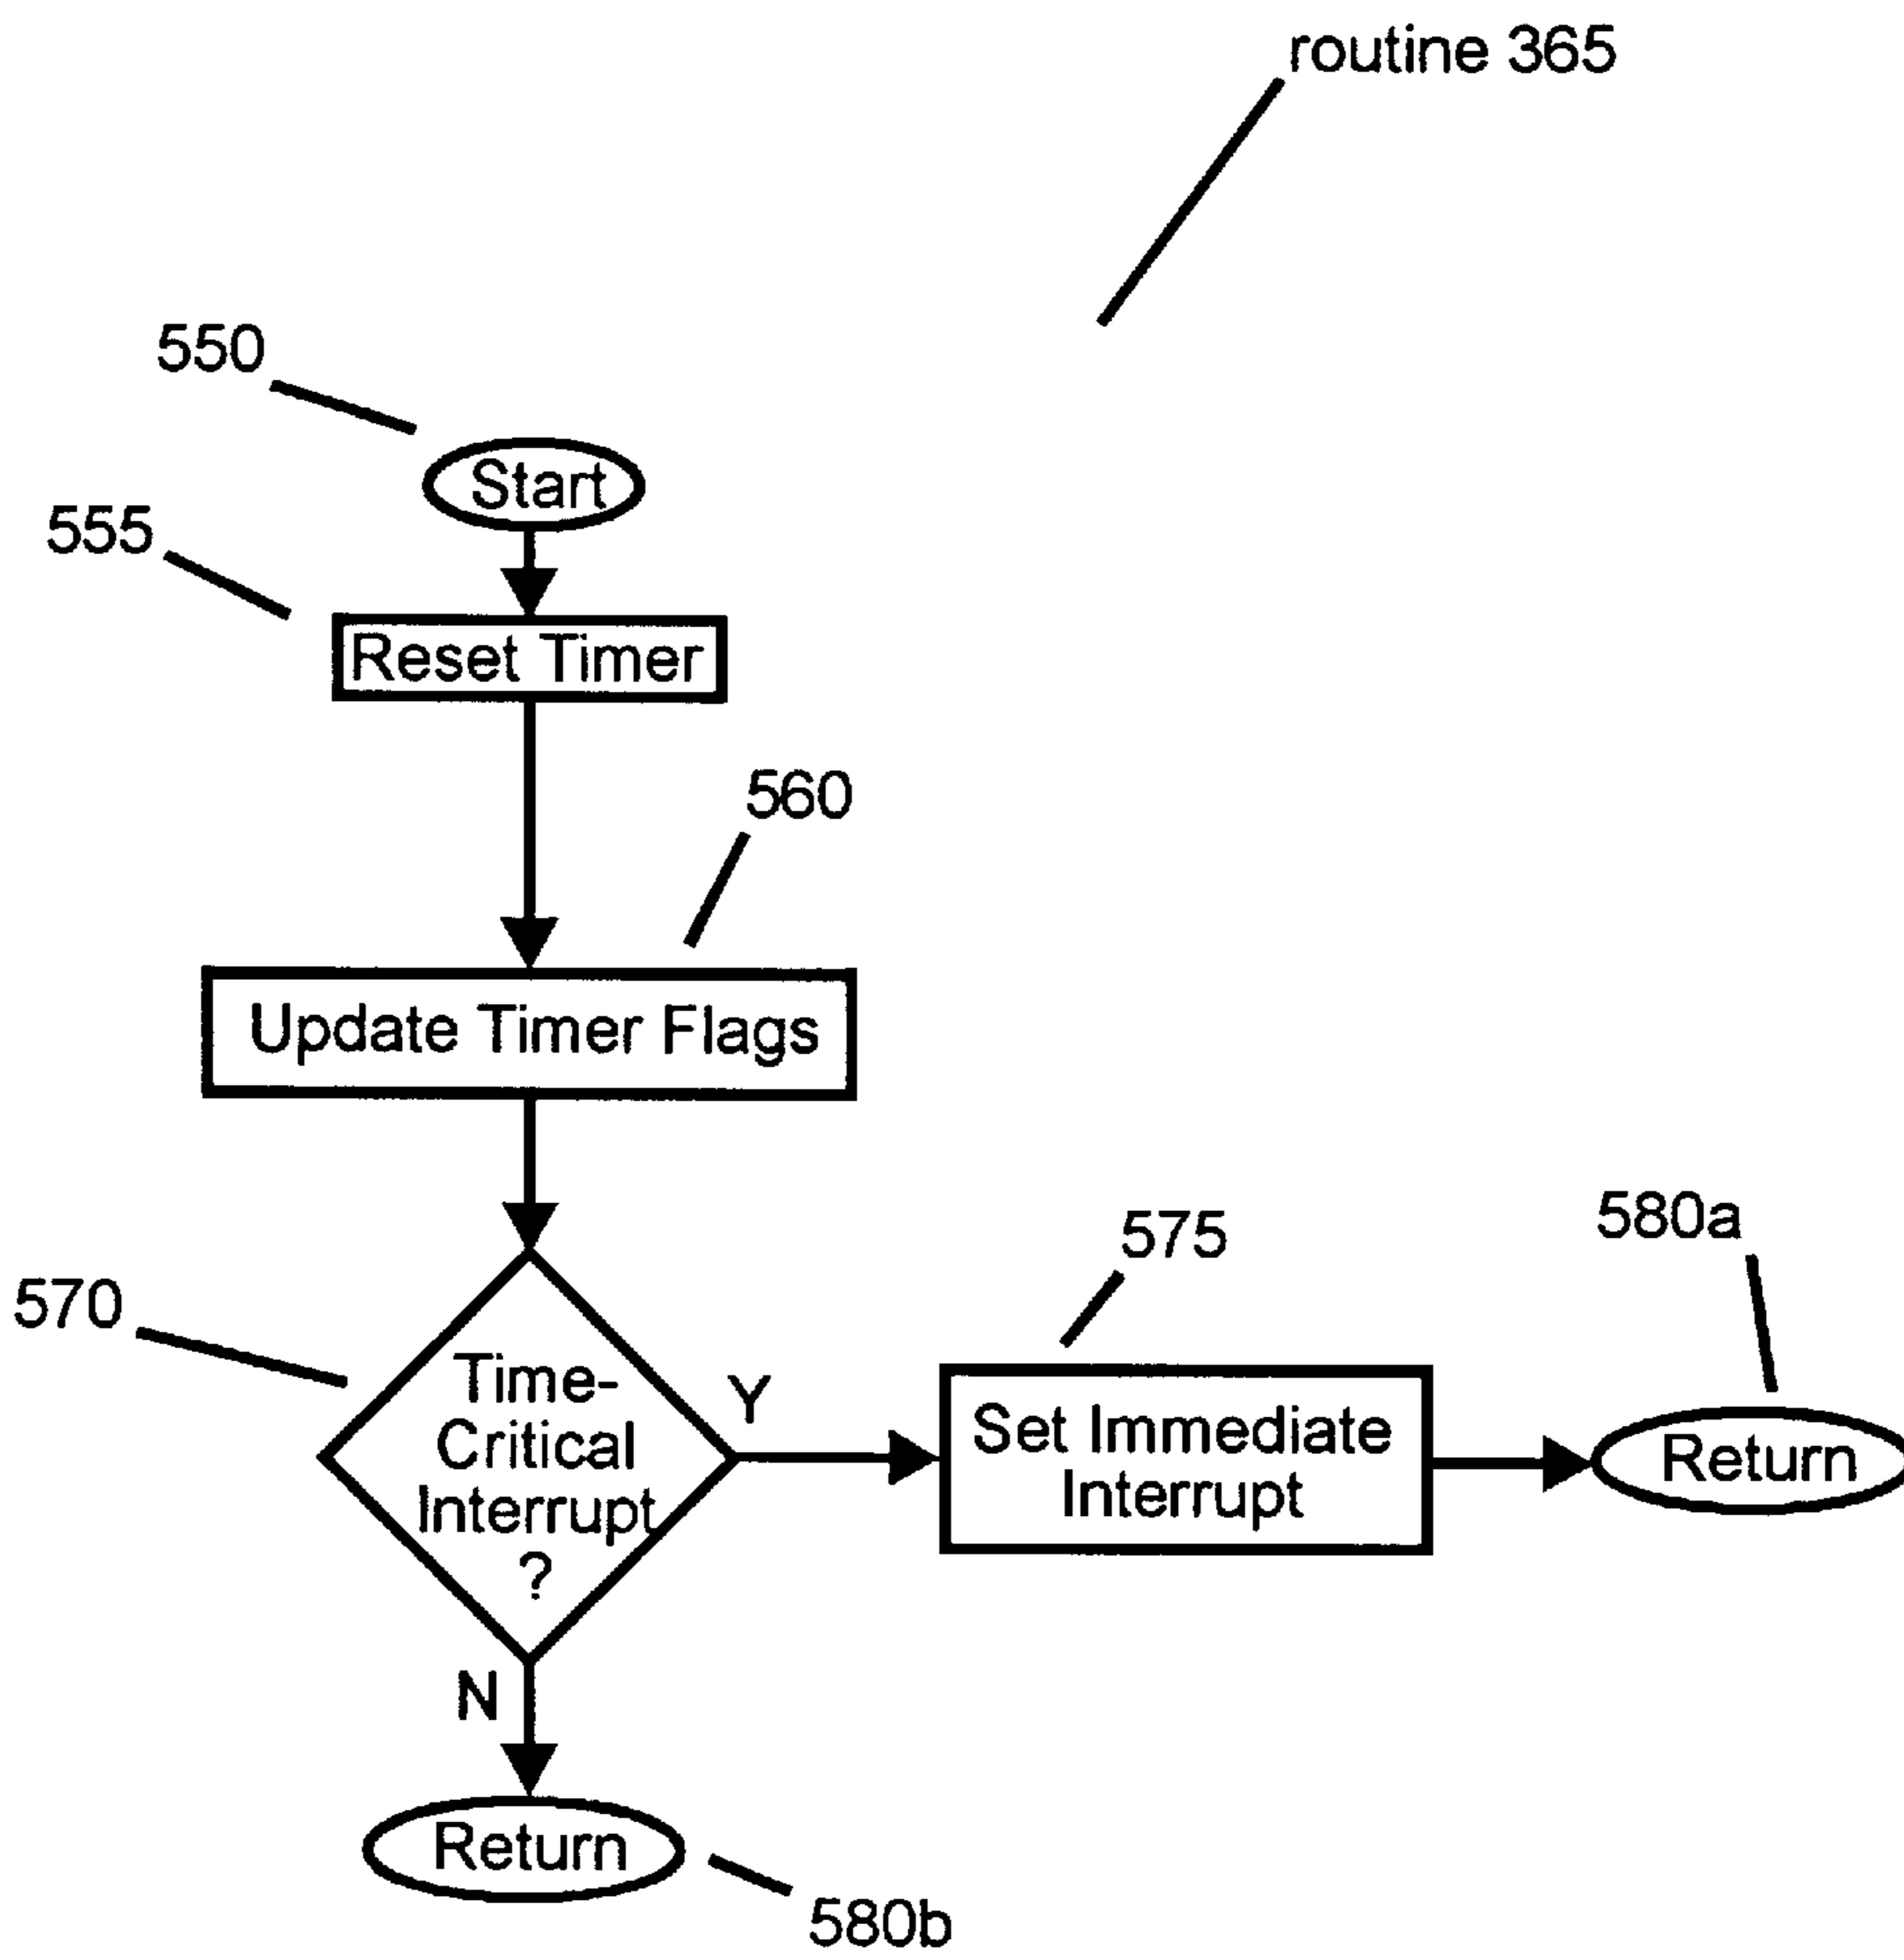 routine 365
550
Start
555
Reset Timer
560
Update Timer Flags
570
Time-
Critical
Interrupt
?
Y
575
Set Immediate
Interrupt
580a
Return
N
Return
580b